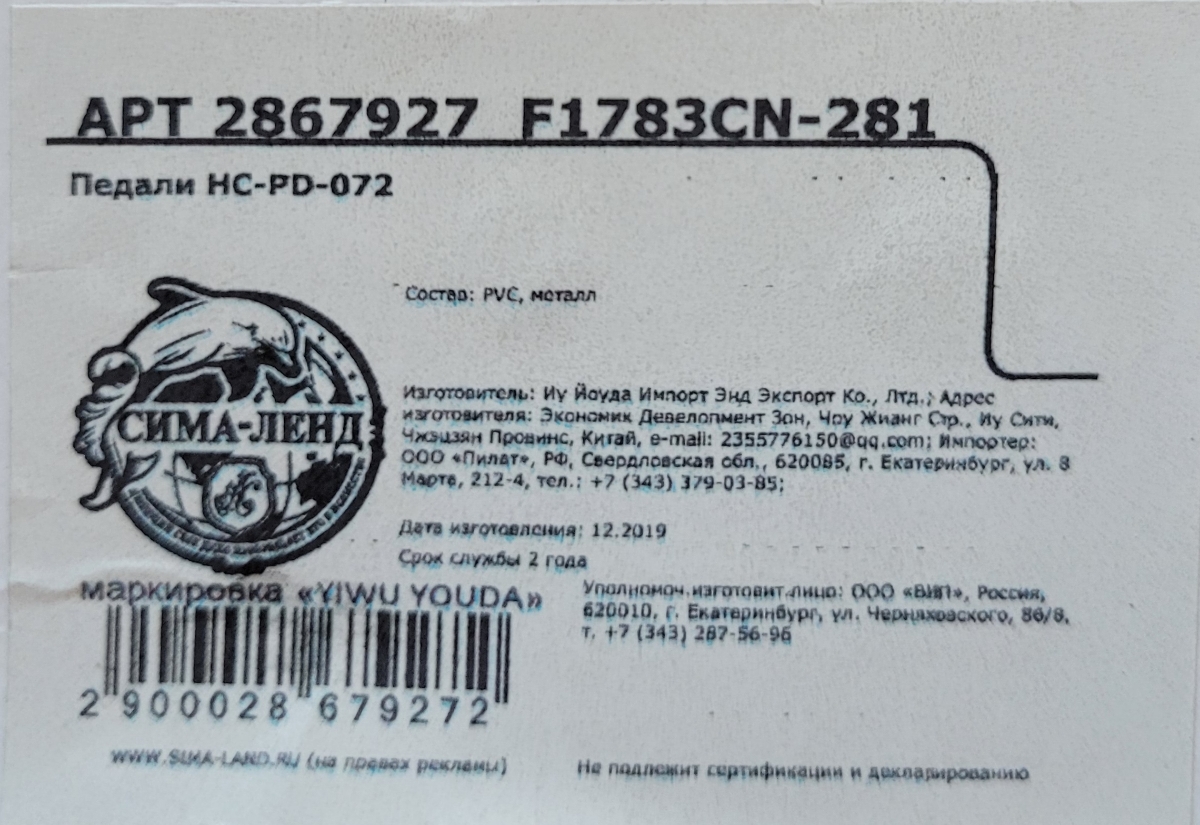 АРТ 2867927 F1783CN-281
Педали HC-PD-072
Состав: PVC, металл
СИМА-ЛЕНД
Изготовитель: Иу Йоуда Импорт Энд Экспорт Ко., Лтд.; Адрес
изготовителя: Экономик Девелопмент Зон, Чоу Жианг Стр., Иу Сити,
Чжэцзян Провинс, Китай, e-mail: 2355776150@qq.com; Импортер:
ООО «Пилат», РФ, Свердловская обл., 620085, г. Екатеринбург, ул. 8
Марта, 212-4, тел.: +7 (343) 379-03-85;
Дата изготовления: 12.2019
Срок службы 2 года
маркировка «YIWU YOUDA»
Уполномоч.изготовит.лицо: ООО «ВИП», Россия,
620010, г. Екатеринбург, ул. Черняховского, 86/8,
т. +7 (343) 287-56-96
2 900028 679272
WWW.SIMA-LAND.RU (на правах рекламы)
Не подлежит сертификации и декларированию